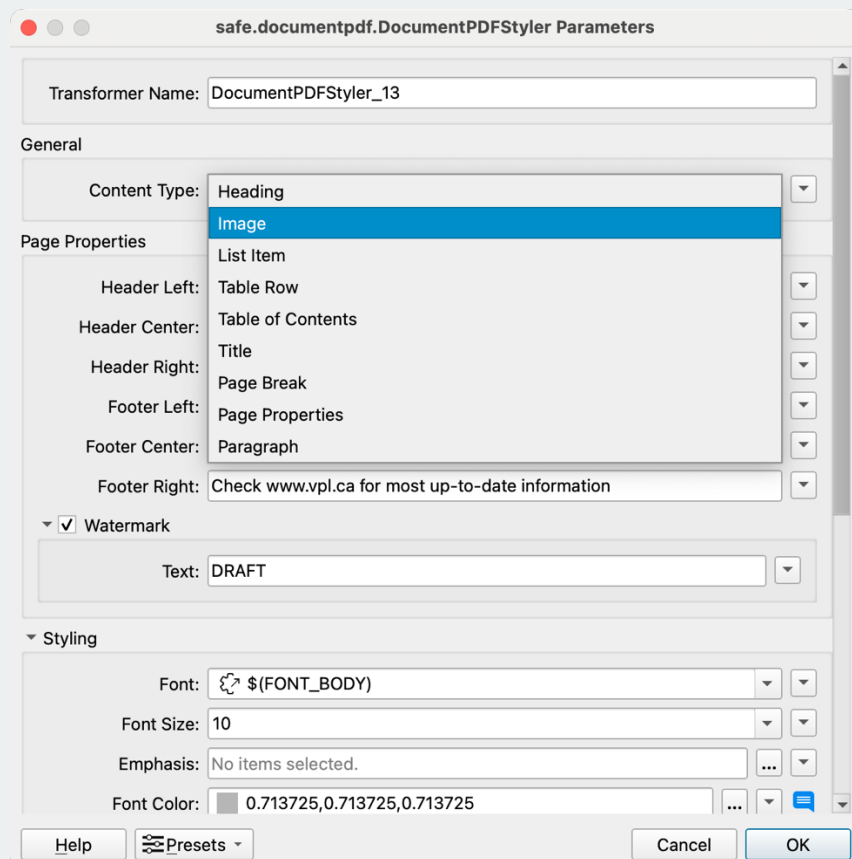 safe.documentpdf.DocumentPDFStyler Parameters
Transformer Name: DocumentPDFStyler_13
General
Content Type:
Heading
Image
List Item
Table Row
Table of Contents
Title
Page Break
Page Properties
Paragraph
Page Properties
Header Left:
Header Center:
Header Right:
Footer Left:
Footer Center:
Footer Right: Check www.vpl.ca for most up-to-date information
Watermark
Text: DRAFT
Styling
Font: $(FONT_BODY)
Font Size: 10
Emphasis: No items selected. ...
Font Color: 0.713725,0.713725,0.713725 ...
Help Presets Cancel OK